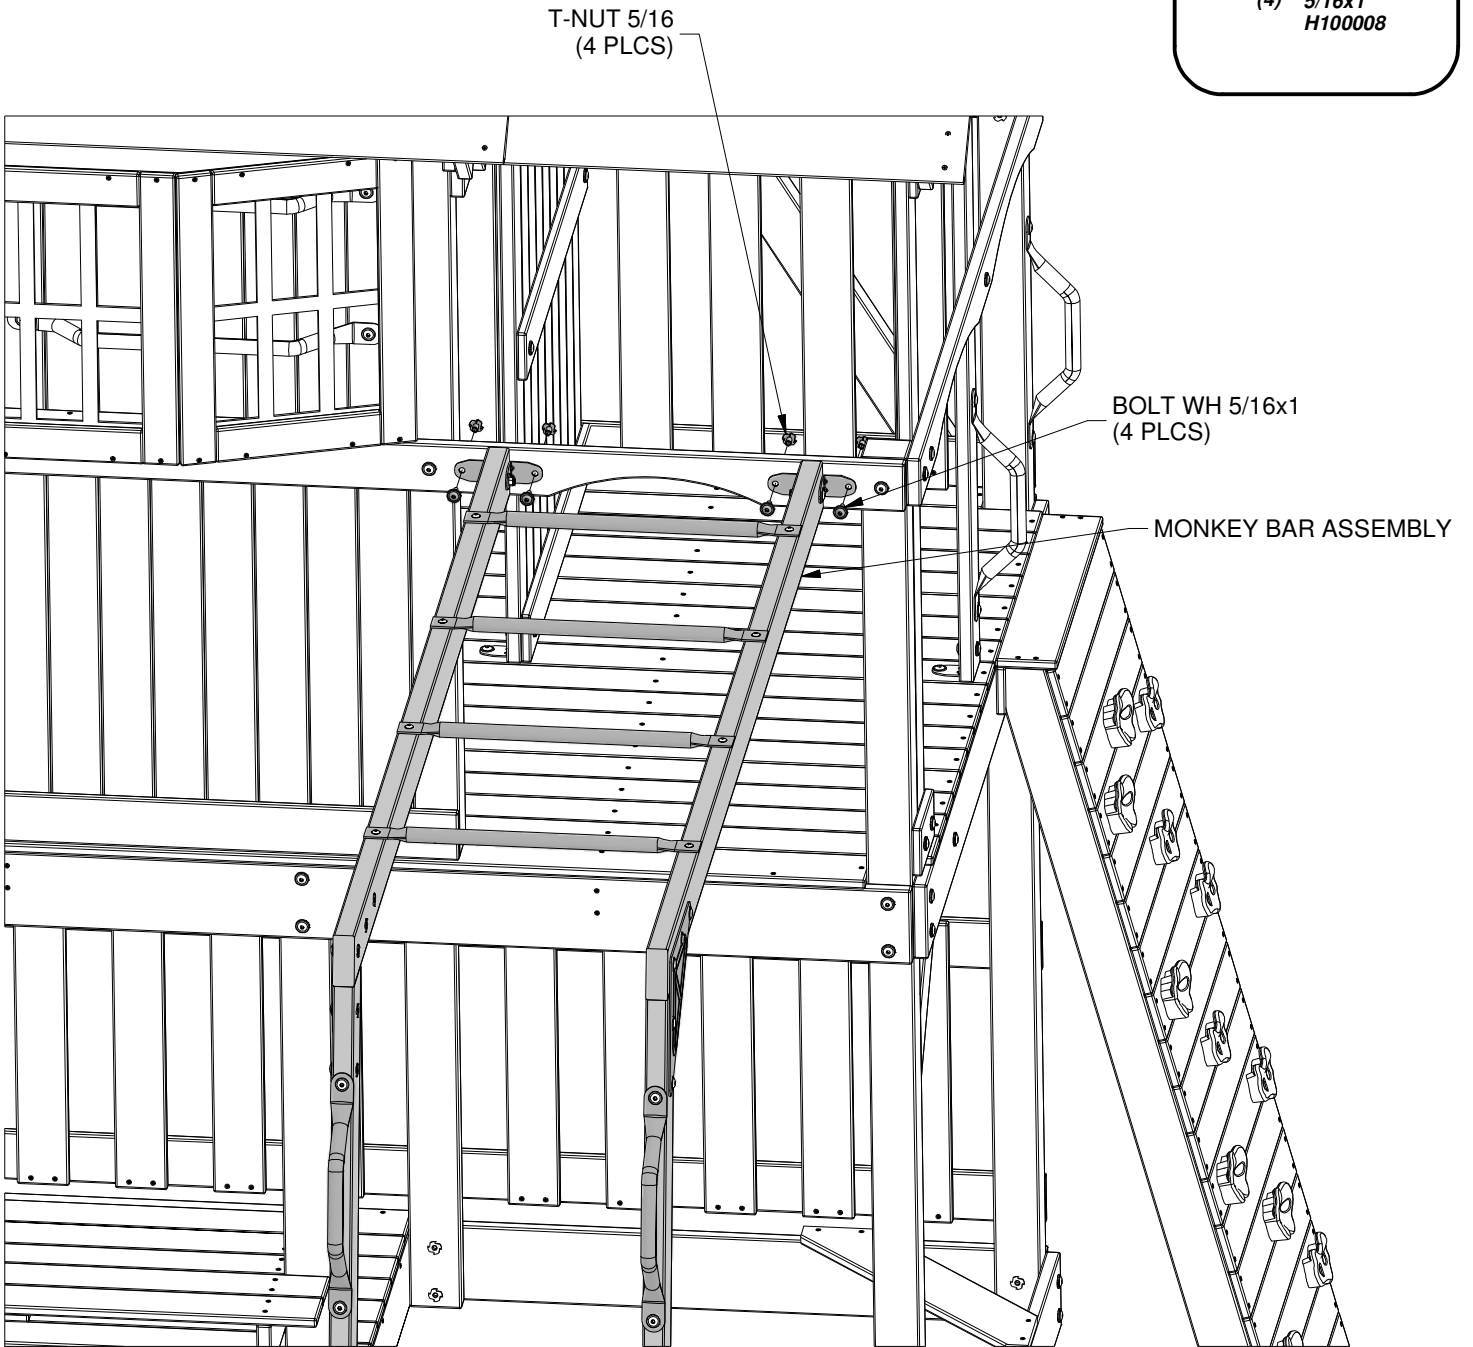 (4) 5/16x1
H100008
T-NUT 5/16
(4 PLCS)
BOLT WH 5/16x1
(4 PLCS)
MONKEY BAR ASSEMBLY